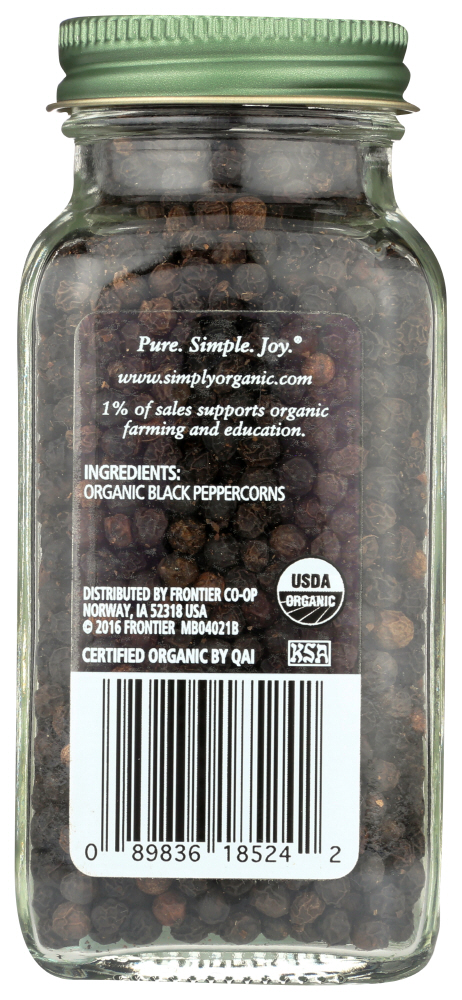 Pure. Simple. Joy.®
www.simplyorganic.com
1% of sales supports organic
farming and education.
INGREDIENTS:
ORGANIC BLACK PEPPERCORNS
USDA
ORGANIC
DISTRIBUTED BY FRONTIER CO-OP
NORWAY, IA 52318 USA
© 2016 FRONTIER MB04021B
CERTIFIED ORGANIC BY QAI
KSA
0 89836 18524 2